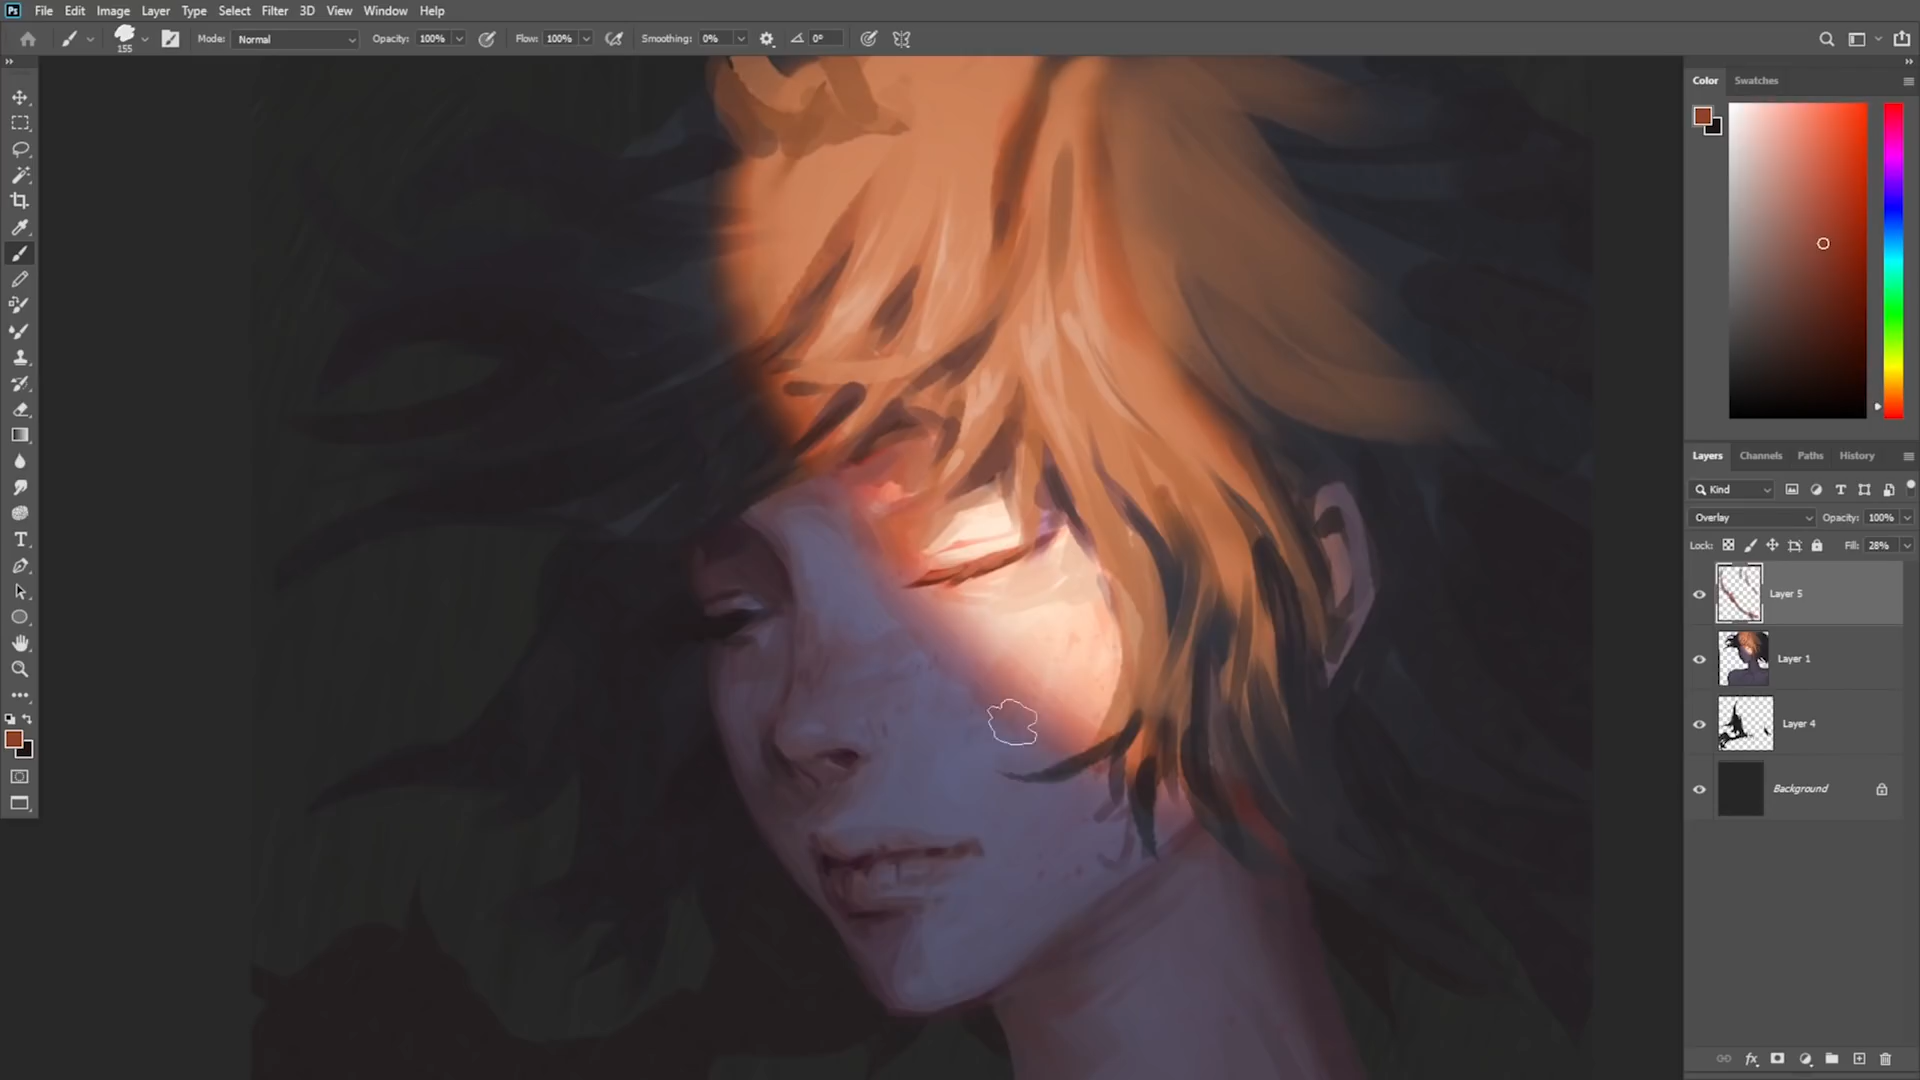 Ps File Edit Image Layer Type Select Filter 3D View Window Help
155 Mode: Normal Opacity: 100% Flow: 100% Smoothing: 0% 0°
Color Swatches
Layers Channels Paths History
Kind
Overlay Opacity: 100%
Lock: Fill: 28%
Layer 5
Layer 1
Layer 4
Background
fx